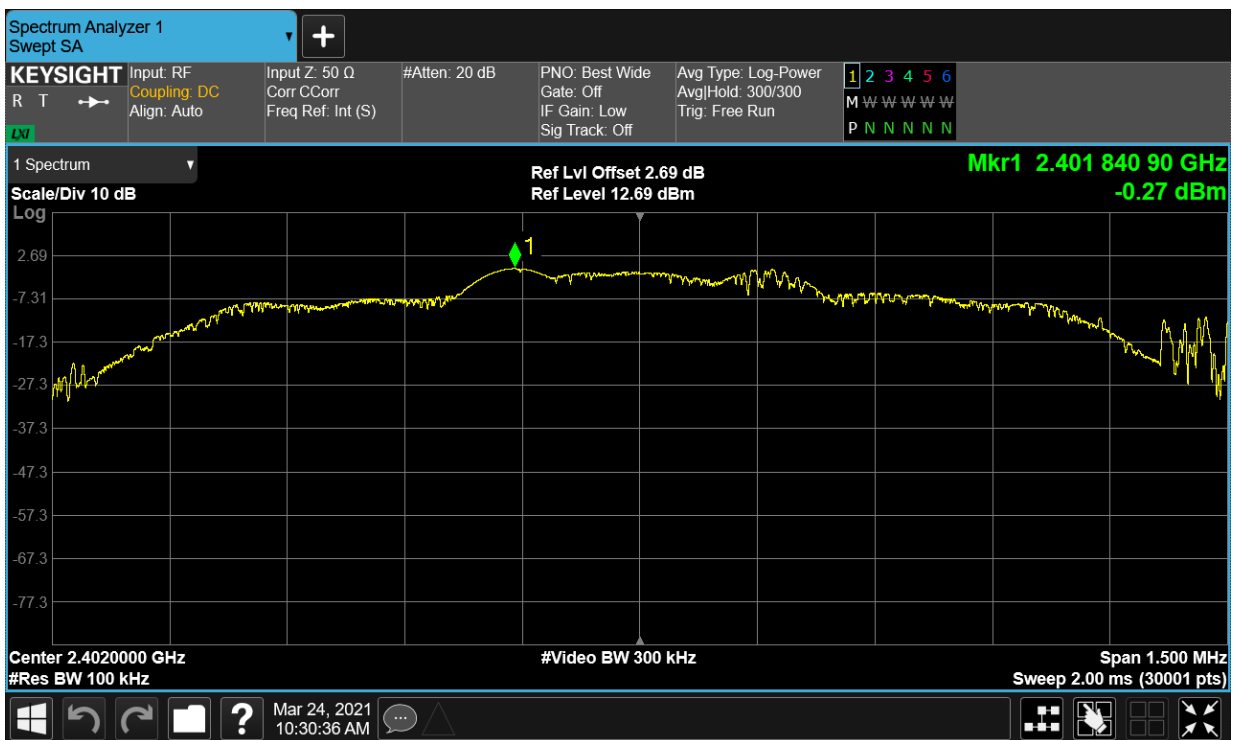 Spectrum Analyzer 1
Swept SA
KEYSIGHT
R T
LXI
Input: RF
Coupling: DC
Align: Auto
Input Z: 50 Ω
Corr CCorr
Freq Ref: Int (S)
#Atten: 20 dB
PNO: Best Wide
Gate: Off
IF Gain: Low
Sig Track: Off
Avg Type: Log-Power
Avg|Hold: 300/300
Trig: Free Run
1 2 3 4 5 6
M W W W W W
P N N N N N
1 Spectrum
Scale/Div 10 dB
Log
Ref Lvl Offset 2.69 dB
Ref Level 12.69 dBm
Mkr1 2.401 840 90 GHz
-0.27 dBm
1
2.69
-7.31
-17.3
-27.3
-37.3
-47.3
-57.3
-67.3
-77.3
Center 2.4020000 GHz
#Res BW 100 kHz
#Video BW 300 kHz
Span 1.500 MHz
Sweep 2.00 ms (30001 pts)
?
Mar 24, 2021
10:30:36 AM